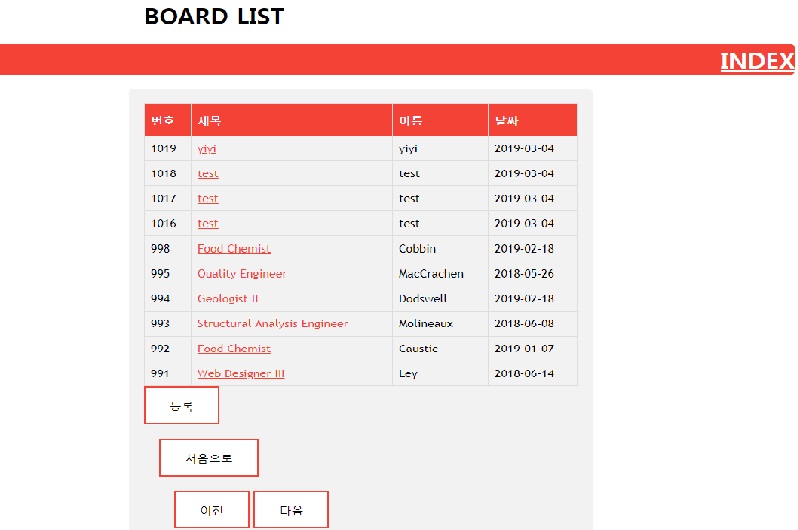 BOARD LIST
INDEX
번호 제목 이름 날짜
1019 yiyi yiyi 2019-03-04
1018 test test 2019-03-04
1017 test test 2019-03-04
1016 test test 2019-03-04
998 Food Chemist Cobbin 2019-02-18
995 Quality Engineer MacCrachen 2018-05-26
994 Geologist II Dodswell 2019-02-18
993 Structural Analysis Engineer Molineaux 2018-06-08
992 Food Chemist Caustic 2019-01-07
991 Web Designer III Ley 2018-06-14
등록
처음으로
이전 다음